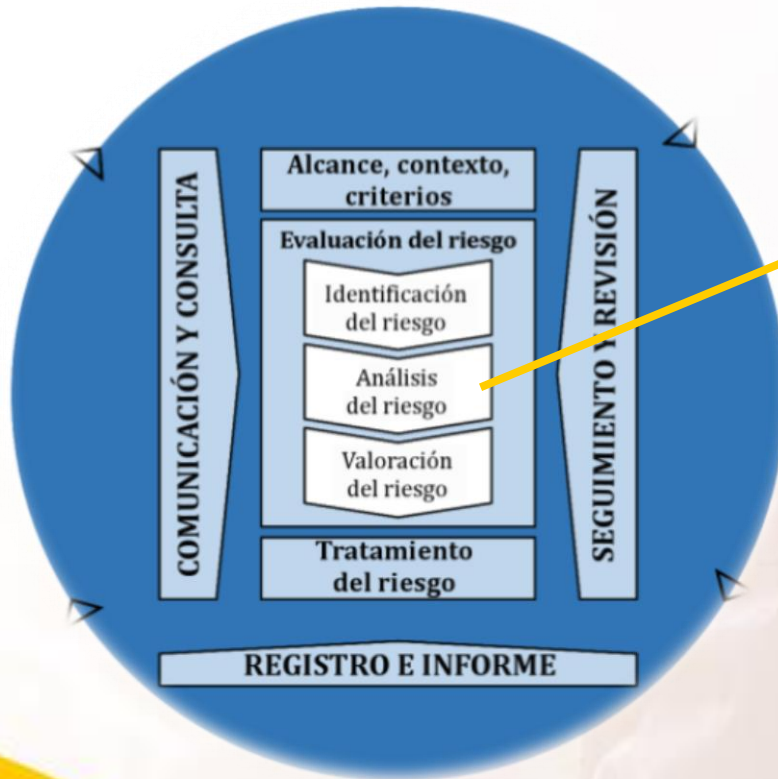 Alcance, contexto,
criterios
Evaluación del riesgo
Identificación
del riesgo
Análisis
del riesgo
Valoración
del riesgo
Tratamiento
del riesgo
COMUNICACIÓN Y CONSULTA
SEGUIMIENTO Y REVISIÓN
REGISTRO E INFORME